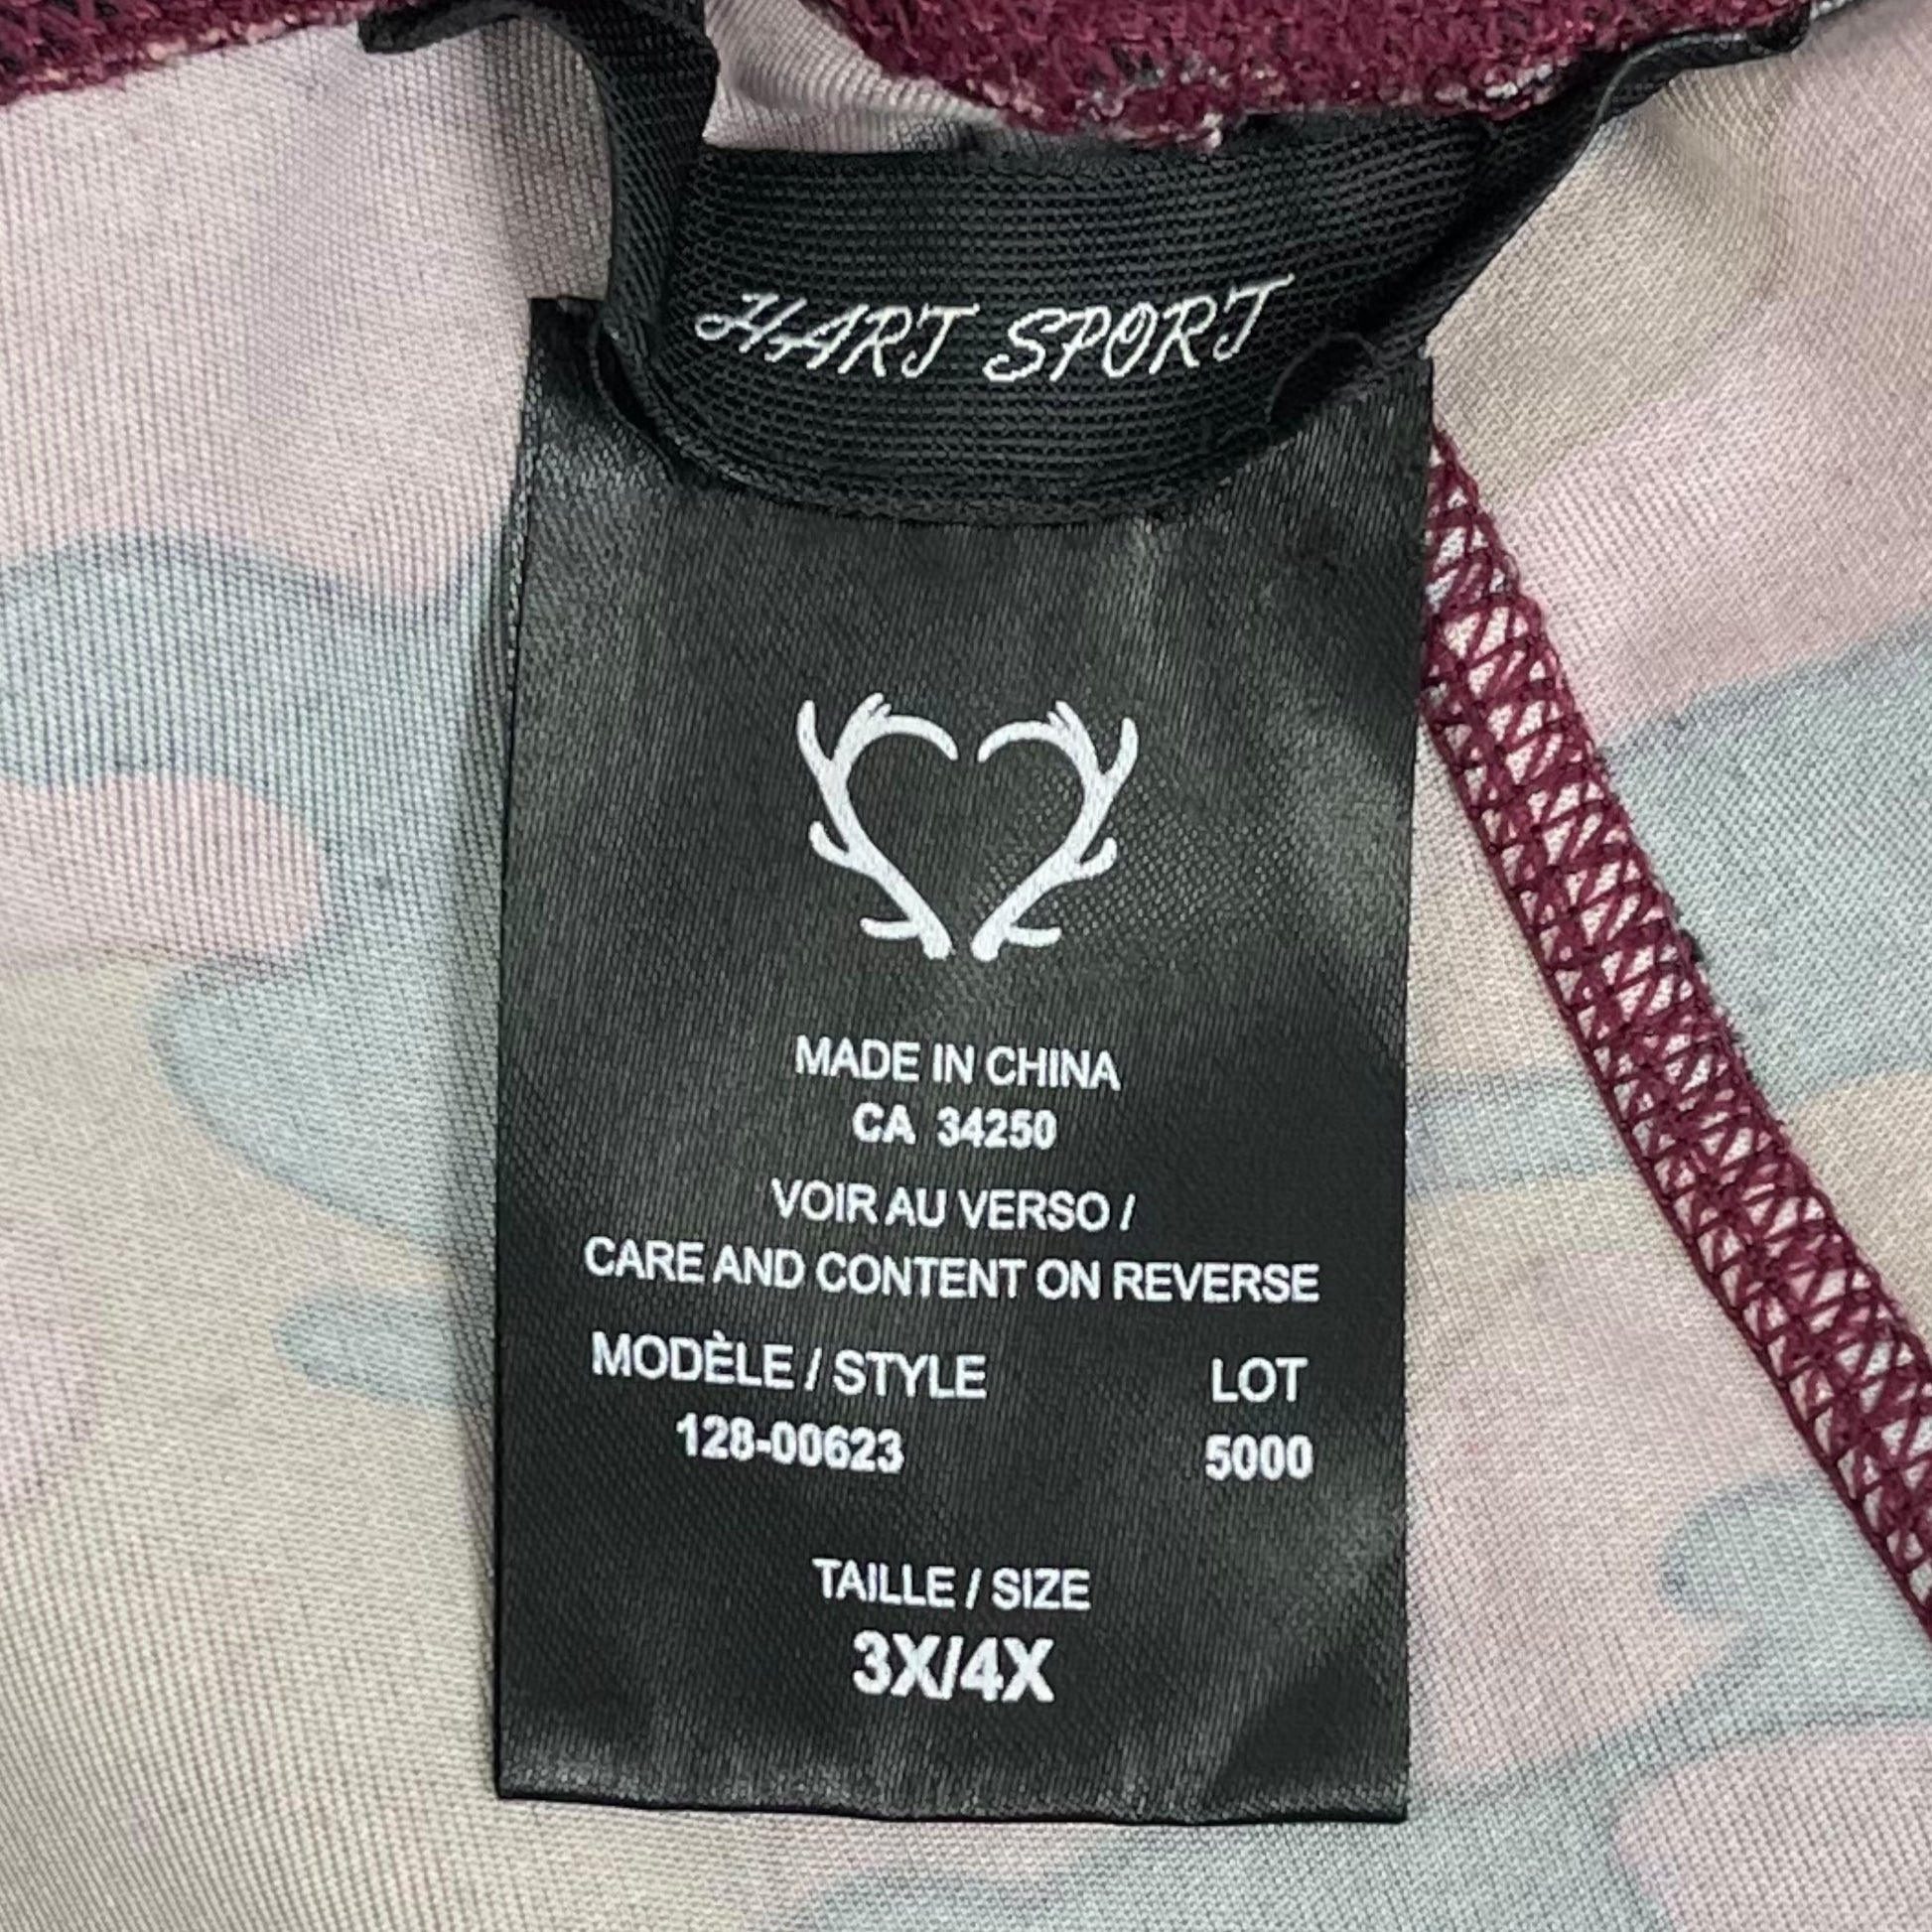 HART SPORT
MADE IN CHINA
CA 34250
VOIR AU VERSO /
CARE AND CONTENT ON REVERSE
MODÈLE / STYLE LOT
128-00623 5000
TAILLE / SIZE
3X/4X